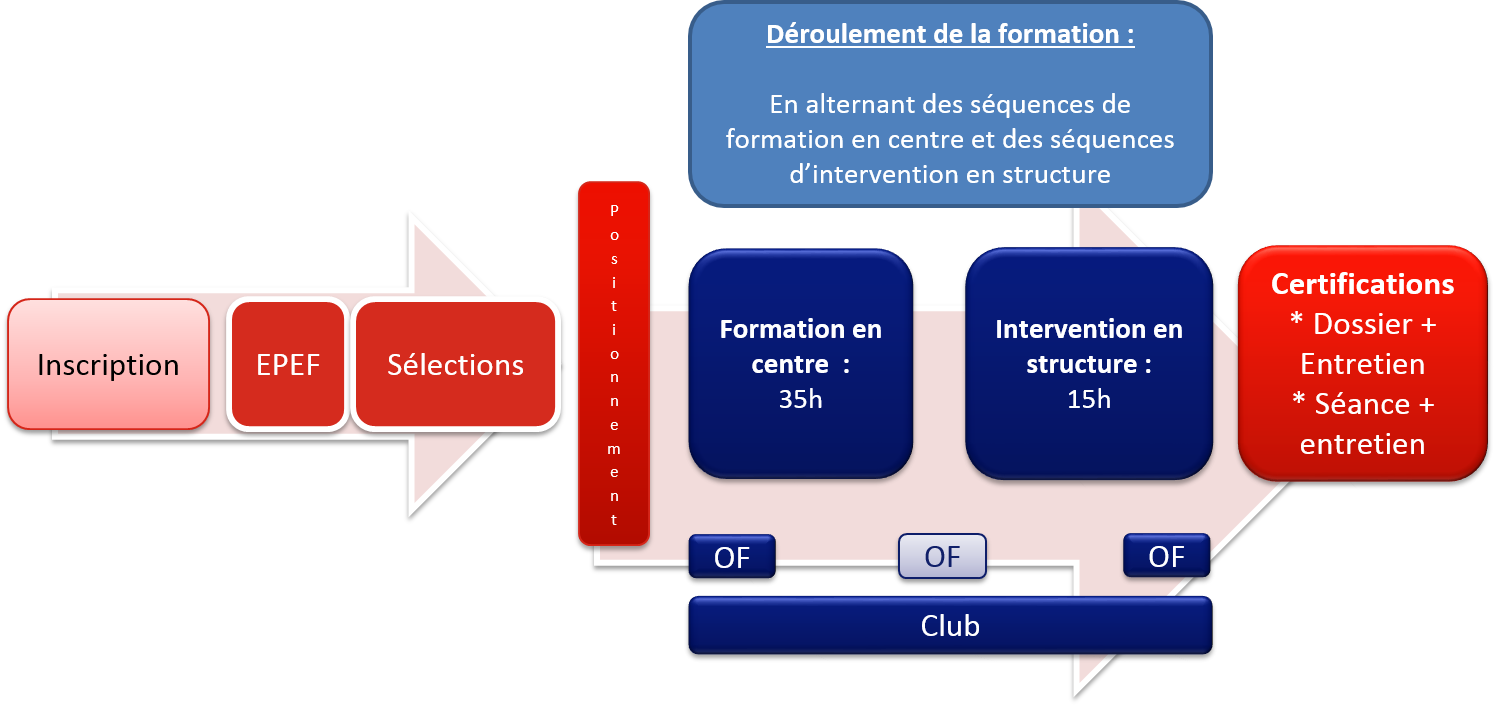 Déroulement de la formation :
En alternant des séquences de
formation en centre et des séquences
d’intervention en structure
Inscription
EPEF
Sélections
Positionnement
Formation en
centre  :
35h
Intervention en
structure :
15h
Certifications
* Dossier +
Entretien
* Séance +
entretien
OF
OF
OF
Club